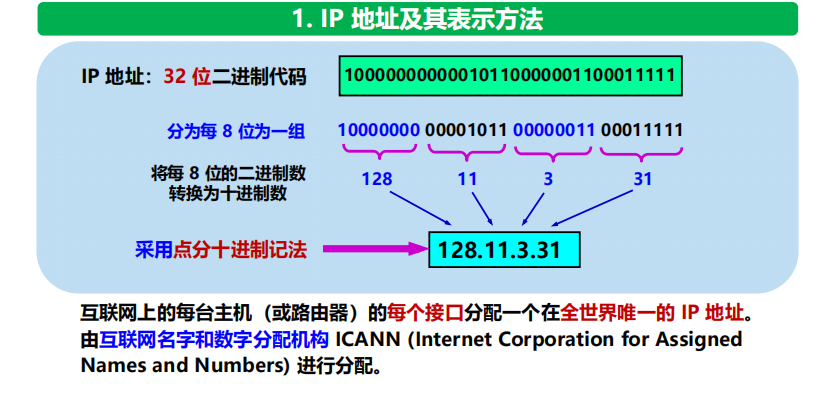 1. IP 地址及其表示方法
IP 地址：32 位二进制代码
10000000000010110000001100011111
分为每 8 位为一组
10000000 00001011 00000011 00011111
将每 8 位的二进制数
转换为十进制数
128 11 3 31
采用点分十进制记法
128.11.3.31
互联网上的每台主机（或路由器）的每个接口分配一个在全世界唯一的 IP 地址。
由互联网名字和数字分配机构 ICANN (Internet Corporation for Assigned
Names and Numbers) 进行分配。